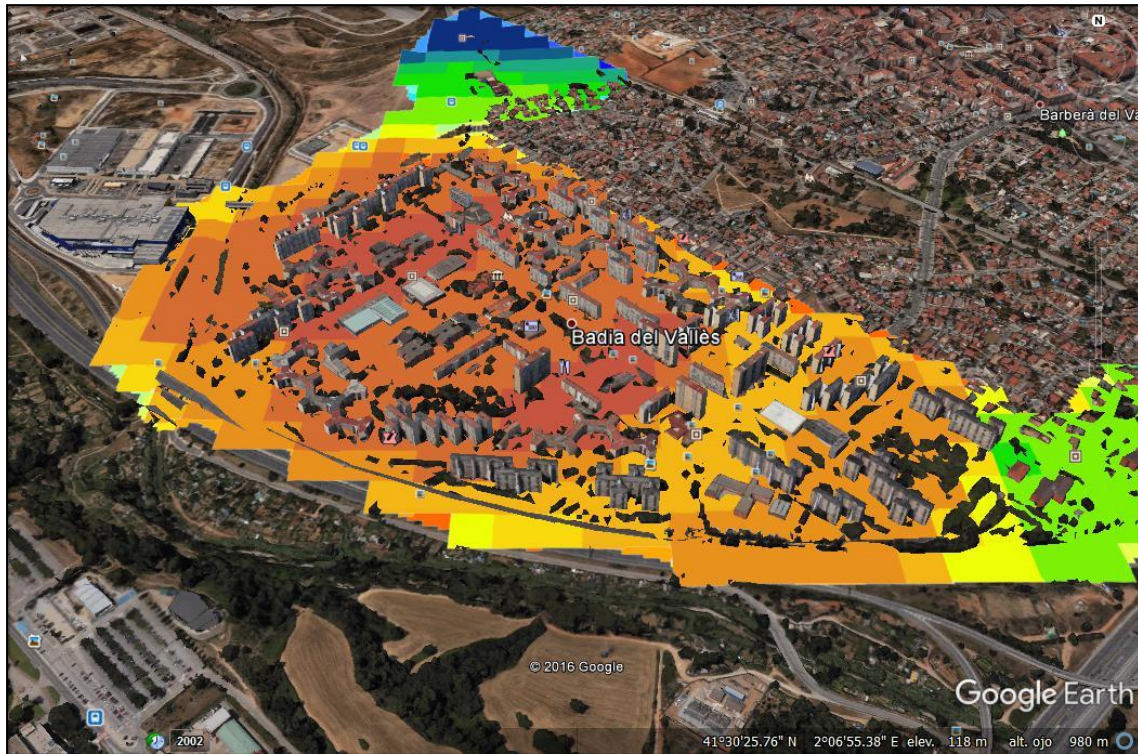 N
Barberà del Va
Badia del Vallès
© 2016 Google
Google Earth
2002
41°30'25.76" N 2°06'55.38" E elev. 118 m alt. ojo 980 m